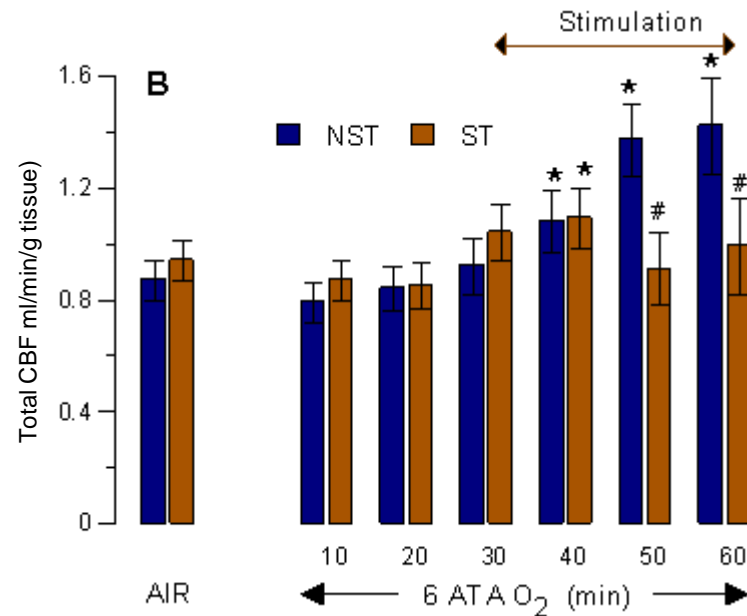 Stimulation
B
NST ST
Total CBF ml/min/g tissue)
1.6
1.2
0.8
0.4
0
* * * # * #
10 20 30 40 50 60
AIR 6 ATA O₂ (min)